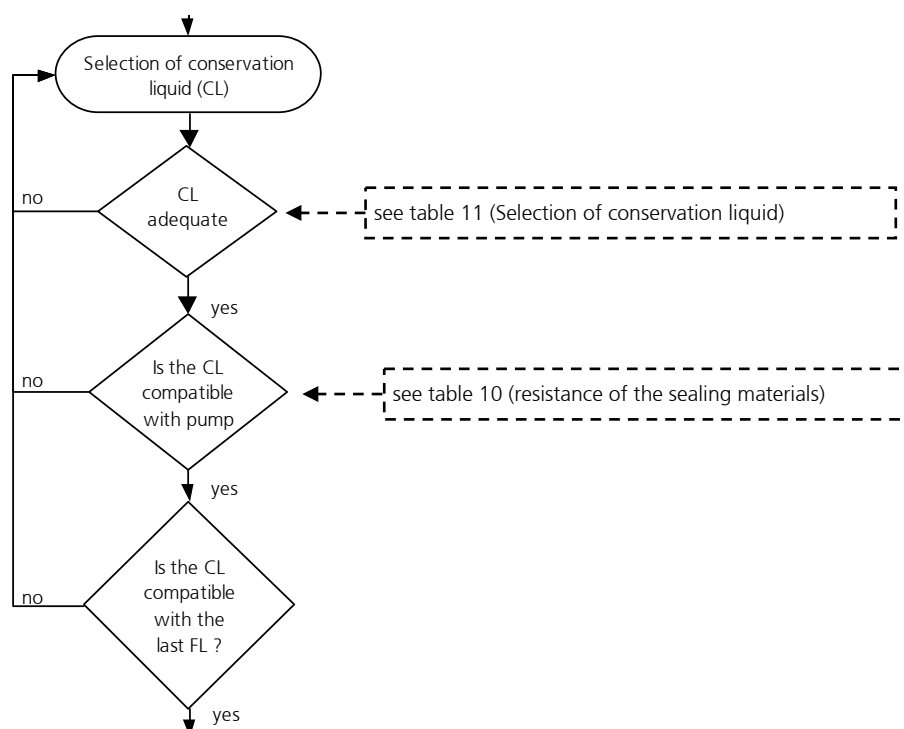 Selection of conservation
liquid (CL)
no
CL
adequate
see table 11 (Selection of conservation liquid)
yes
no
Is the CL
compatible
with pump
see table 10 (resistance of the sealing materials)
yes
no
Is the CL
compatible
with the
last FL ?
yes